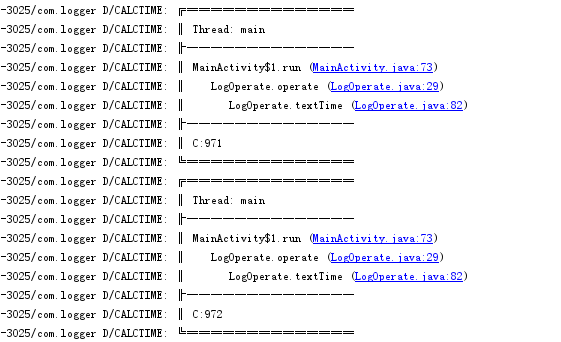 -3025/com.logger D/CALCTIME: ╔════════════════
-3025/com.logger D/CALCTIME: ║ Thread: main
-3025/com.logger D/CALCTIME: ╟────────────────
-3025/com.logger D/CALCTIME: ║ MainActivity$1.run (MainActivity.java:73)
-3025/com.logger D/CALCTIME: ║    LogOperate.operate (LogOperate.java:29)
-3025/com.logger D/CALCTIME: ║       LogOperate.textTime (LogOperate.java:82)
-3025/com.logger D/CALCTIME: ╟────────────────
-3025/com.logger D/CALCTIME: ║ C:971
-3025/com.logger D/CALCTIME: ╚════════════════
-3025/com.logger D/CALCTIME: ╔════════════════
-3025/com.logger D/CALCTIME: ║ Thread: main
-3025/com.logger D/CALCTIME: ╟────────────────
-3025/com.logger D/CALCTIME: ║ MainActivity$1.run (MainActivity.java:73)
-3025/com.logger D/CALCTIME: ║    LogOperate.operate (LogOperate.java:29)
-3025/com.logger D/CALCTIME: ║       LogOperate.textTime (LogOperate.java:82)
-3025/com.logger D/CALCTIME: ╟────────────────
-3025/com.logger D/CALCTIME: ║ C:972
-3025/com.logger D/CALCTIME: ╚════════════════